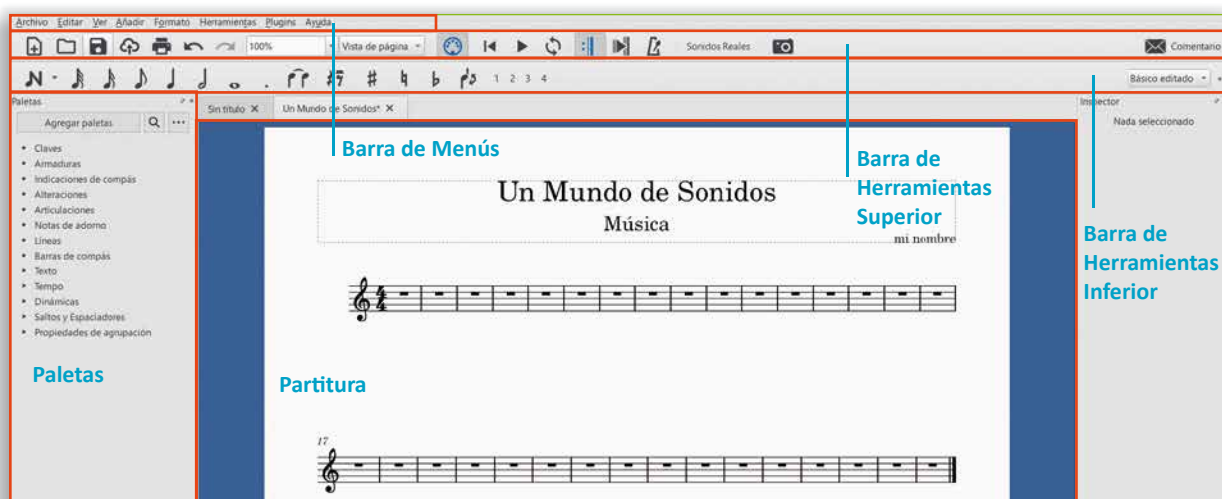 Archivo Editar Ver Añadir Formato Herramientas Plugins Ayuda
100% Vista de página Sonidos Reales Comentario
1 2 3 4 Básico editado
Paletas
Agregar paletas
Claves
Armaduras
Indicaciones de compás
Alteraciones
Articulaciones
Notas de adorno
Líneas
Barras de compás
Texto
Tempo
Dinámicas
Saltos y Espaciadores
Propiedades de agrupación
Paletas
Sin título Un Mundo de Sonidos*
Barra de Menús
Un Mundo de Sonidos
Música
mi nombre
Partitura
17
Barra de
Herramientas
Superior
Inspector
Nada seleccionado
Barra de
Herramientas
Inferior